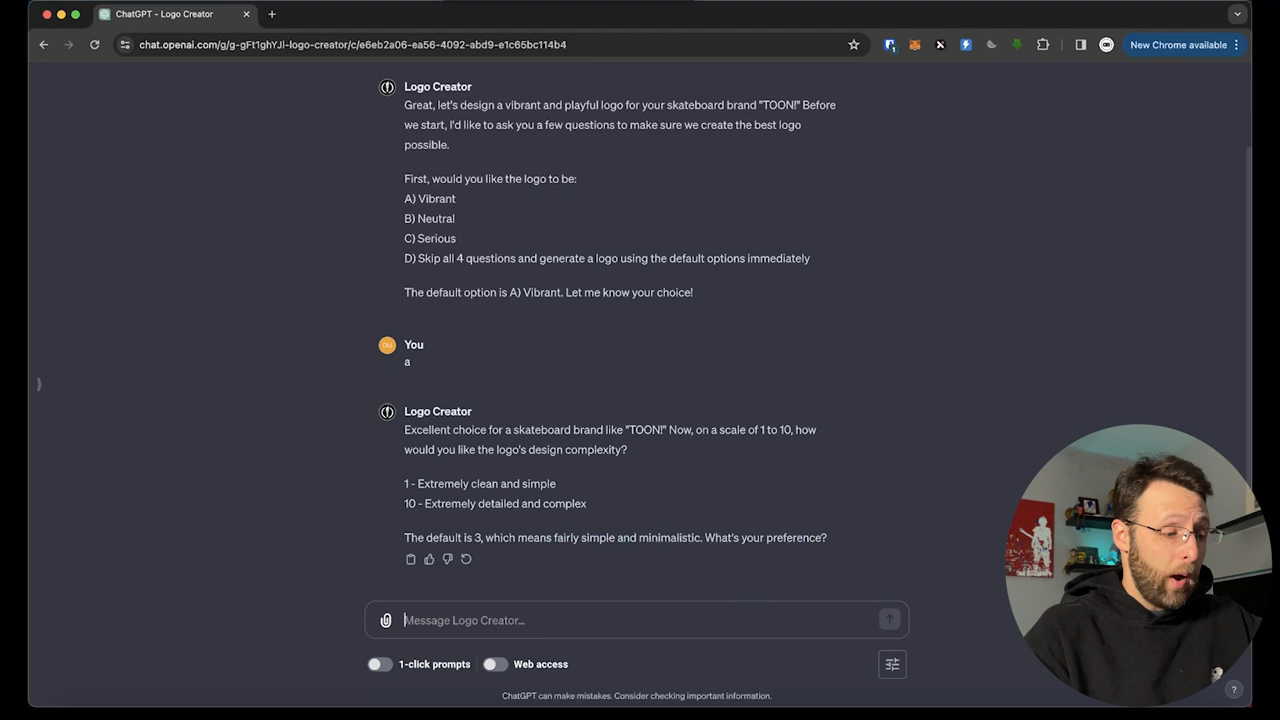 ChatGPT - Logo Creator
chat.openai.com/g/g-gFt1ghYJl-logo-creator/c/e6eb2a06-ea56-4092-abd9-e1c65bc114b4
New Chrome available
Logo Creator
Great, let's design a vibrant and playful logo for your skateboard brand "TOON!" Before
we start, I'd like to ask you a few questions to make sure we create the best logo
possible.
First, would you like the logo to be:
A) Vibrant
B) Neutral
C) Serious
D) Skip all 4 questions and generate a logo using the default options immediately
The default option is A) Vibrant. Let me know your choice!
DU
You
a
Logo Creator
Excellent choice for a skateboard brand like "TOON!" Now, on a scale of 1 to 10, how
would you like the logo's design complexity?
1 - Extremely clean and simple
10 - Extremely detailed and complex
The default is 3, which means fairly simple and minimalistic. What's your preference?
Message Logo Creator...
1-click prompts
Web access
ChatGPT can make mistakes. Consider checking important information.
?